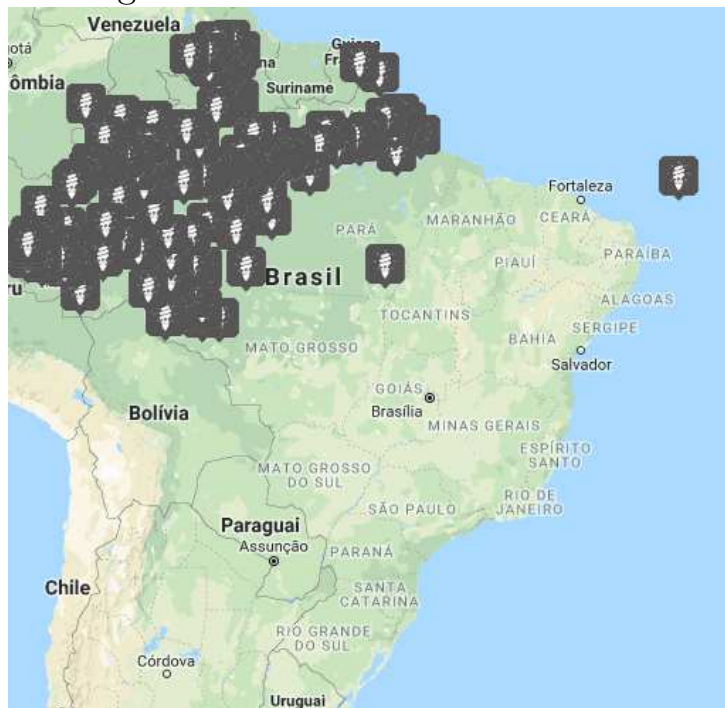 Venezuela
otá
ômbia
Suriname
Fortaleza
PARÁ
MARANHÃO
CEARÁ
PARAÍBA
PIAUÍ
Brasil
ru
TOCANTINS
ALAGOAS
SERGIPE
BAHIA
MATO GROSSO
Salvador
GOIÁS
Brasília
Bolívia
MINAS GERAIS
ESPÍRITO
SANTO
MATO GROSSO
DO SUL
RIO DE
JANEIRO
SÃO PAULO
Paraguai
Assunção
PARANÁ
Chile
SANTA
CATARINA
RIO GRANDE
DO SUL
Córdova
Uruguai